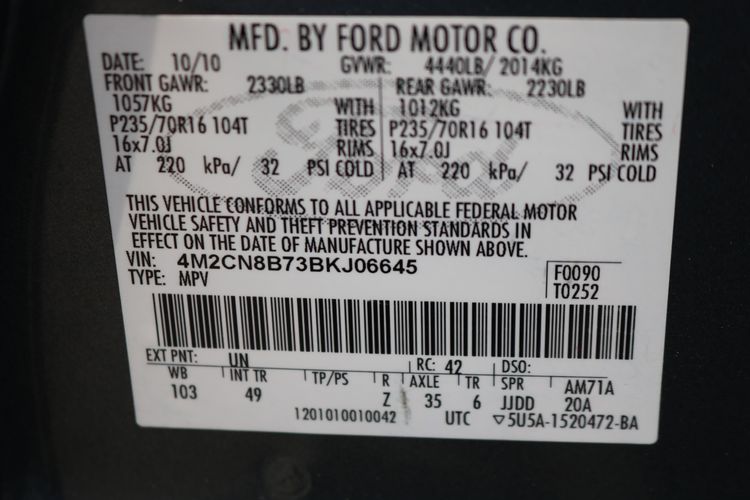 MFD. BY FORD MOTOR CO.
DATE: 10/10 GVWR: 4440LB/ 2014KG
FRONT GAWR: 2330LB REAR GAWR: 2230LB
1057KG WITH 1012KG WITH
P235/70R16 104T TIRES P235/70R16 104T TIRES
16x7.0J RIMS 16x7.0J RIMS
AT 220 kPa/ 32 PSI COLD AT 220 kPa/ 32 PSI COLD
THIS VEHICLE CONFORMS TO ALL APPLICABLE FEDERAL MOTOR
VEHICLE SAFETY AND THEFT PREVENTION STANDARDS IN
EFFECT ON THE DATE OF MANUFACTURE SHOWN ABOVE.
VIN: 4M2CN8B73BKJ06645 F0090
TYPE: MPV T0252
EXT PNT: UN RC: 42 DSO:
WB INT TR TP/PS R AXLE TR SPR AM71A
103 49 Z 35 6 JJDD 20A
1201010010042 UTC ▽5U5A-1520472-BA